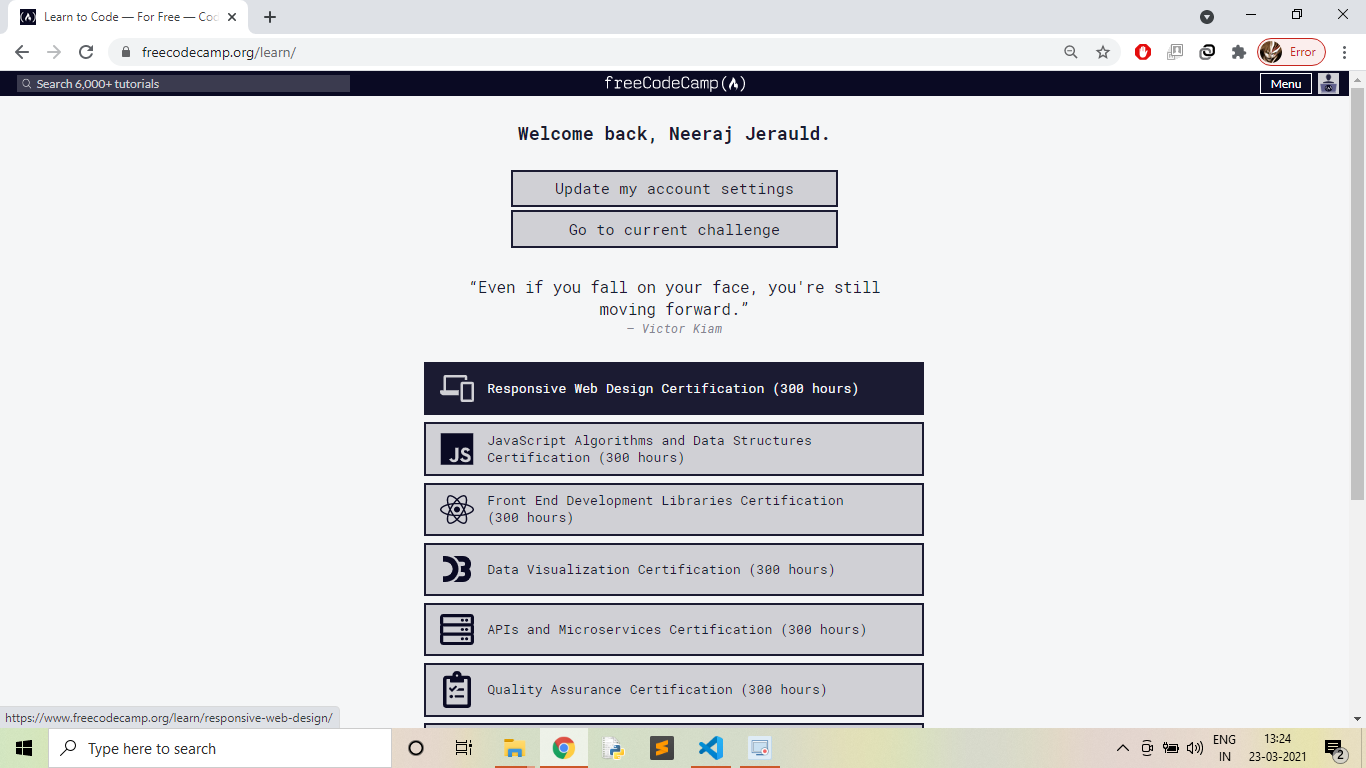 Learn to Code — For Free — Coc
freecodecamp.org/learn/
Error
Search 6,000+ tutorials
freeCodeCamp(🔥)
Menu
Welcome back, Neeraj Jerauld.
Update my account settings
Go to current challenge
“Even if you fall on your face, you're still
moving forward.”
— Victor Kiam
Responsive Web Design Certification (300 hours)
JS
JavaScript Algorithms and Data Structures
Certification (300 hours)
Front End Development Libraries Certification
(300 hours)
Data Visualization Certification (300 hours)
APIs and Microservices Certification (300 hours)
Quality Assurance Certification (300 hours)
https://www.freecodecamp.org/learn/responsive-web-design/
Type here to search
ENG
IN
13:24
23-03-2021
2